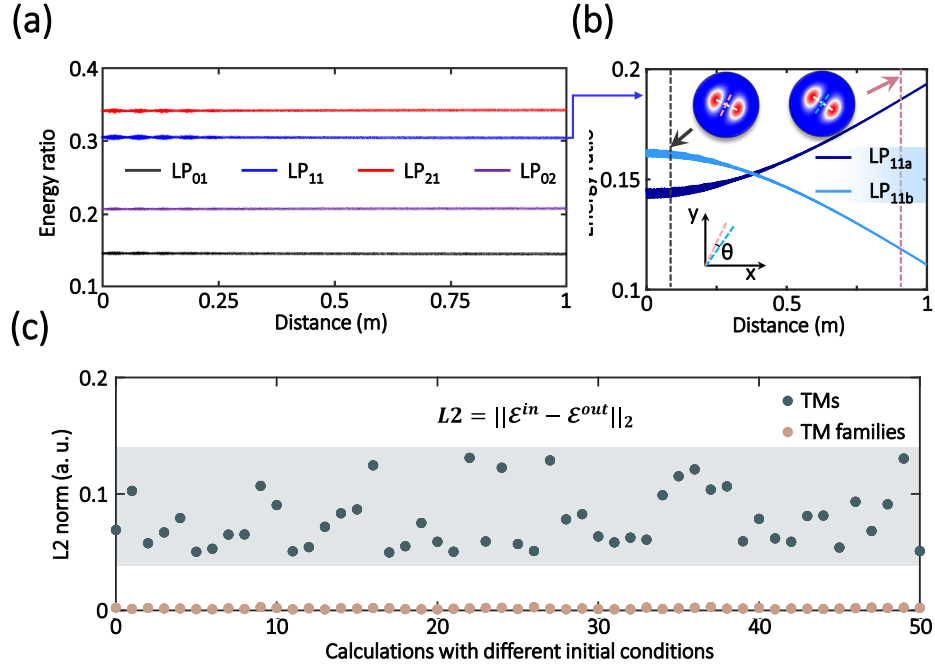 (a)
0.4
0.3
0.2
0.1
Energy ratio
LP01 LP11 LP21 LP02
0 0.25 0.5 0.75 1
Distance (m)
(b)
0.2
0.15
0.1
ratio
LP11a
LP11b
y
θ
x
0 0.5 1
Distance (m)
(c)
0.2
0.1
0
L2 norm (a. u.)
L2 = ||ℰ^in − ℰ^out||₂
TMs
TM families
0 10 20 30 40 50
Calculations with different initial conditions